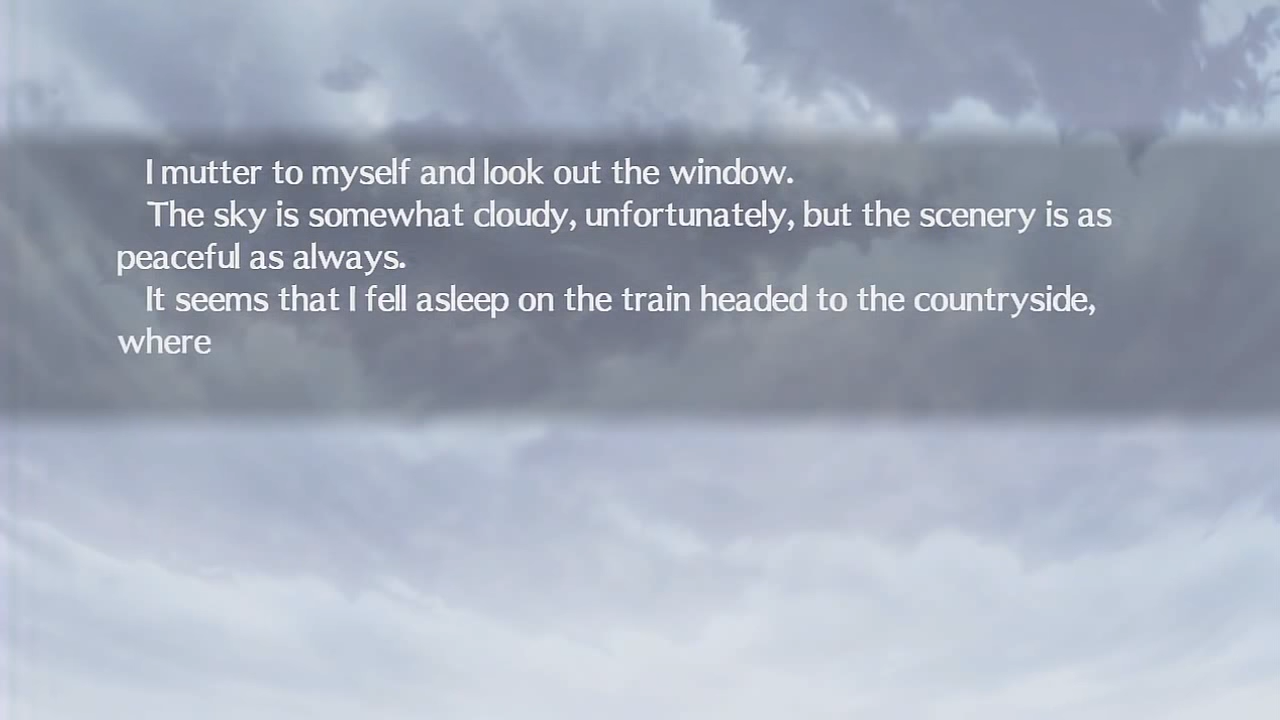 I mutter to myself and look out the window.
The sky is somewhat cloudy, unfortunately, but the scenery is as
peaceful as always.
It seems that I fell asleep on the train headed to the countryside,
where